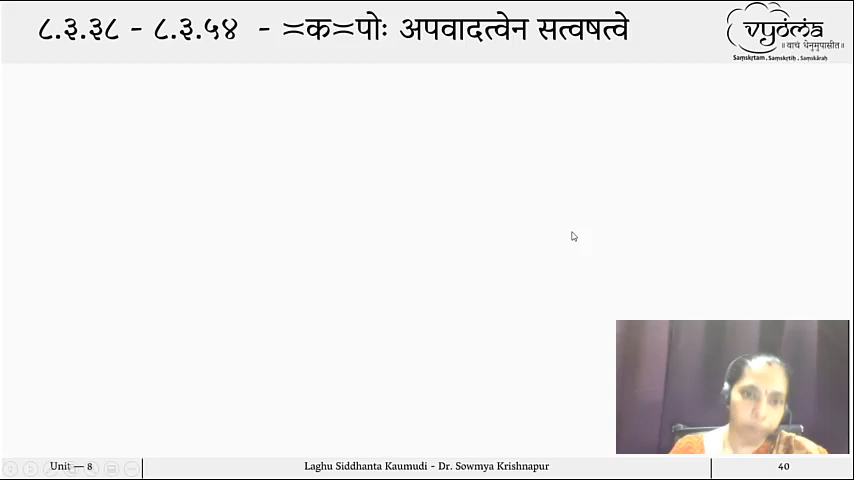 ८.३.३८ - ८.३.५४ - ≍क≍पोः अपवादत्वेन सत्वषत्वे
vyoma
॥ वाचं धेनुमुपासीत॥
Saṃskṛtam, Saṃskṛtiḥ, Saṃskāraḥ
Unit — 8
Laghu Siddhanta Kaumudi - Dr. Sowmya Krishnapur
40